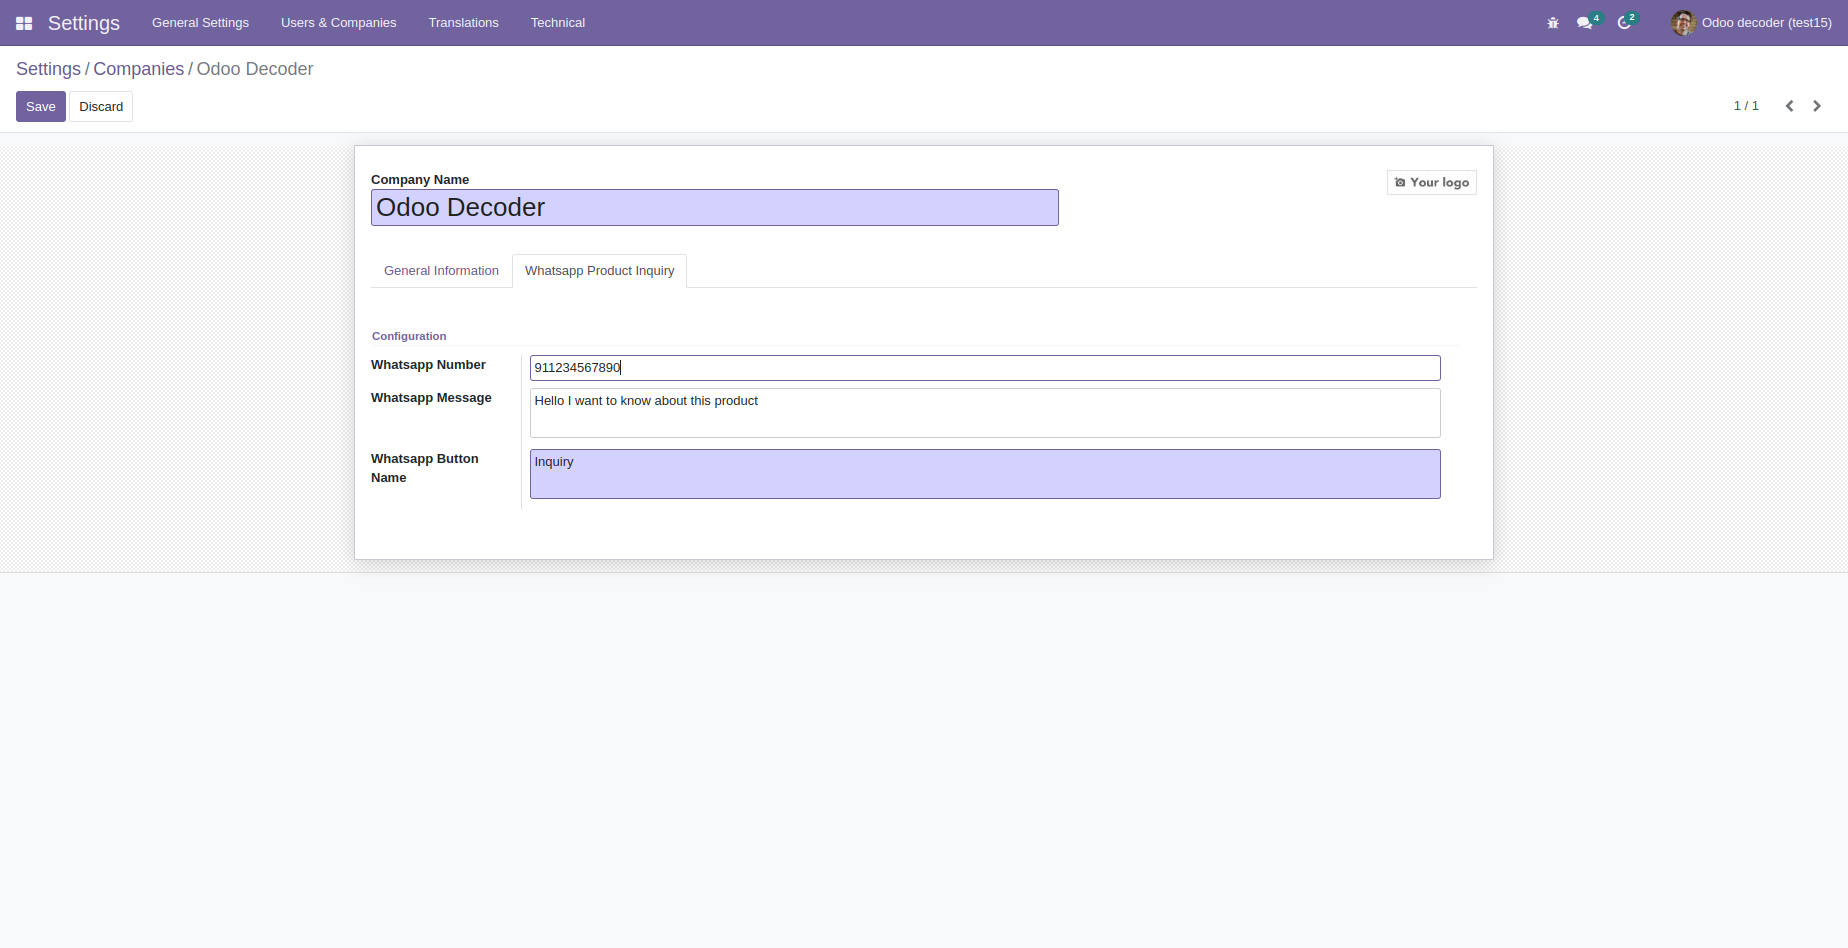 Settings General Settings Users & Companies Translations Technical 4 2 Odoo decoder (test15)
Settings / Companies / Odoo Decoder
Save Discard 1 / 1
Company Name
Your logo
Odoo Decoder
General Information Whatsapp Product Inquiry
Configuration
Whatsapp Number 911234567890
Whatsapp Message Hello I want to know about this product
Whatsapp Button Inquiry
Name